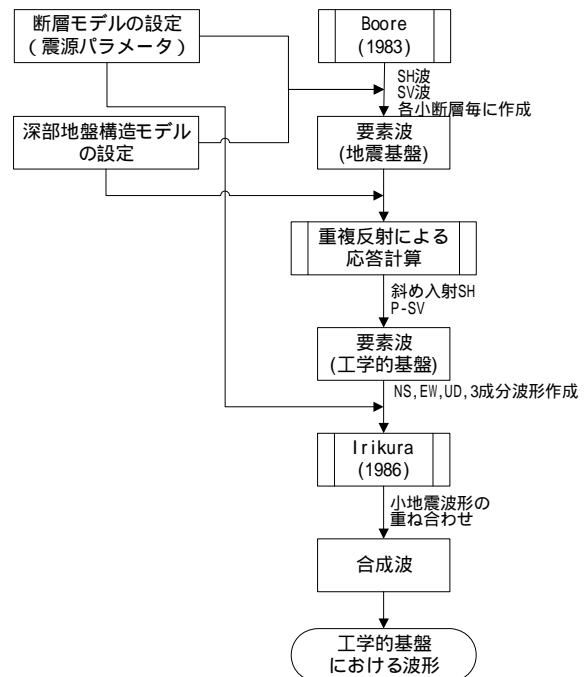 断層モデルの設定
(震源パラメータ)
Boore
(1983)
SH波
SV波
各小断層毎に作成
深部地盤構造モデル
の設定
要素波
(地震基盤)
重複反射による
応答計算
斜め入射SH
P-SV
要素波
(工学的基盤)
NS,EW,UD,3成分波形作成
Irikura
(1986)
小地震波形の
重ね合わせ
合成波
工学的基盤
における波形